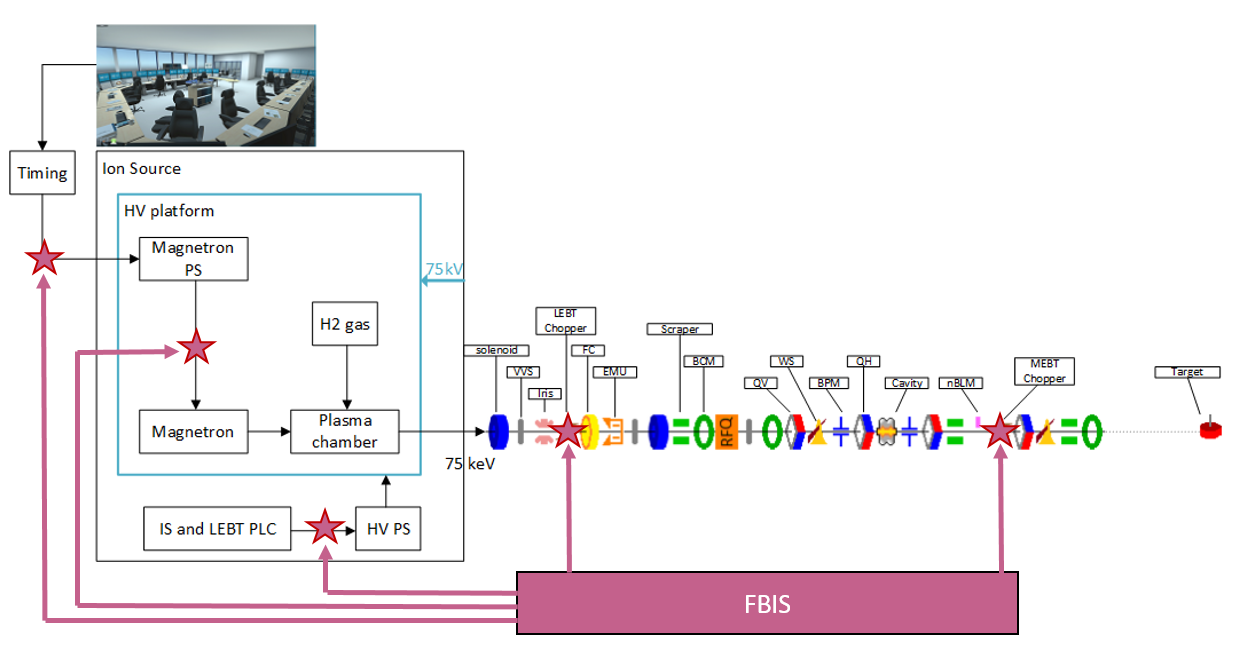 Timing
Ion Source
HV platform
Magnetron
PS
75kV
H2 gas
Magnetron
Plasma
chamber
75 keV
IS and LEBT PLC
HV PS
solenoid
VVS
Iris
LEBT
Chopper
FC
EMU
Scraper
BCM
RFQ
QV
WS
BPM
QH
Cavity
nBLM
MEBT
Chopper
Target
FBIS